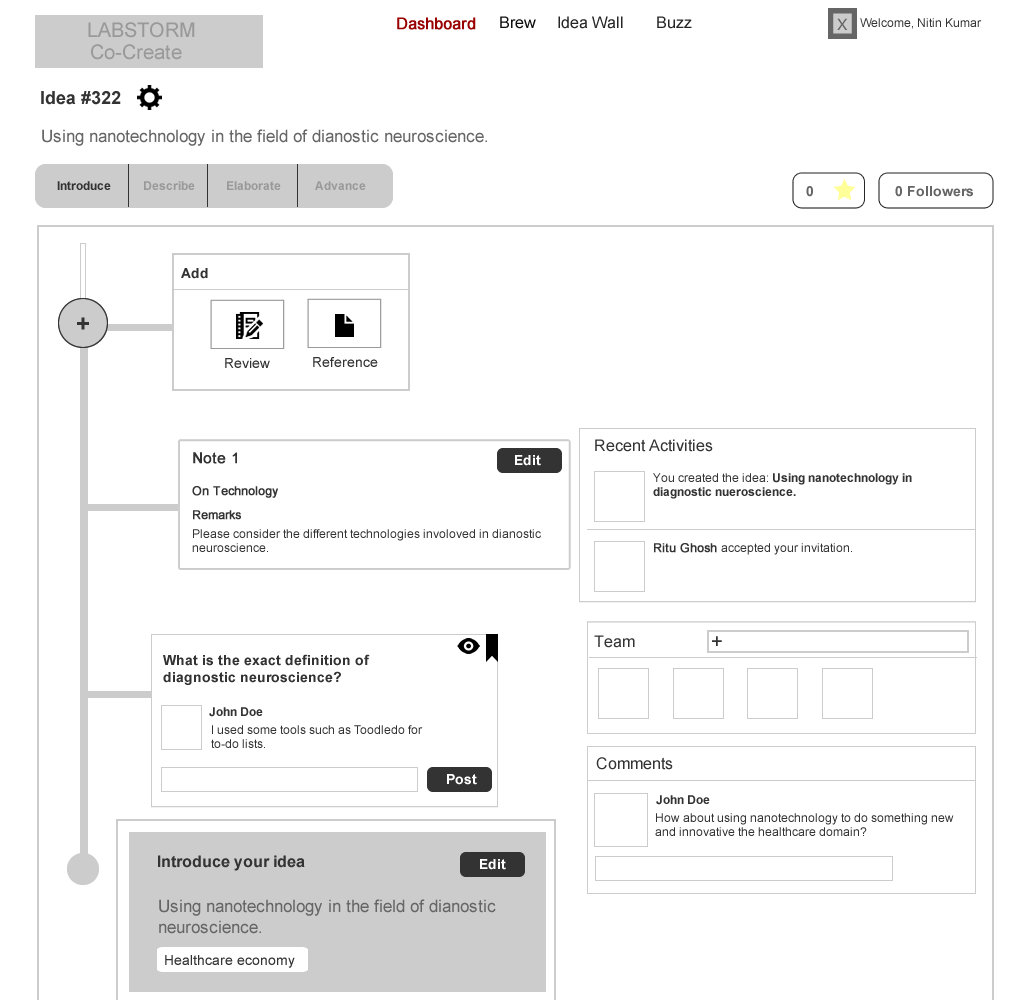 LABSTORM
Co-Create
Dashboard Brew Idea Wall Buzz
X Welcome, Nitin Kumar
Idea #322
Using nanotechnology in the field of dianostic neuroscience.
Introduce Describe Elaborate Advance
0
0 Followers
+
Add
Review Reference
Note 1
Edit
On Technology
Remarks
Please consider the different technologies involoved in dianostic
neuroscience.
Recent Activities
You created the idea: Using nanotechnology in
diagnostic nueroscience.
Ritu Ghosh accepted your invitation.
What is the exact definition of
diagnostic neuroscience?
John Doe
I used some tools such as Toodledo for
to-do lists.
Post
Team
+
Comments
John Doe
How about using nanotechnology to do something new
and innovative the healthcare domain?
Introduce your idea
Edit
Using nanotechnology in the field of dianostic
neuroscience.
Healthcare economy